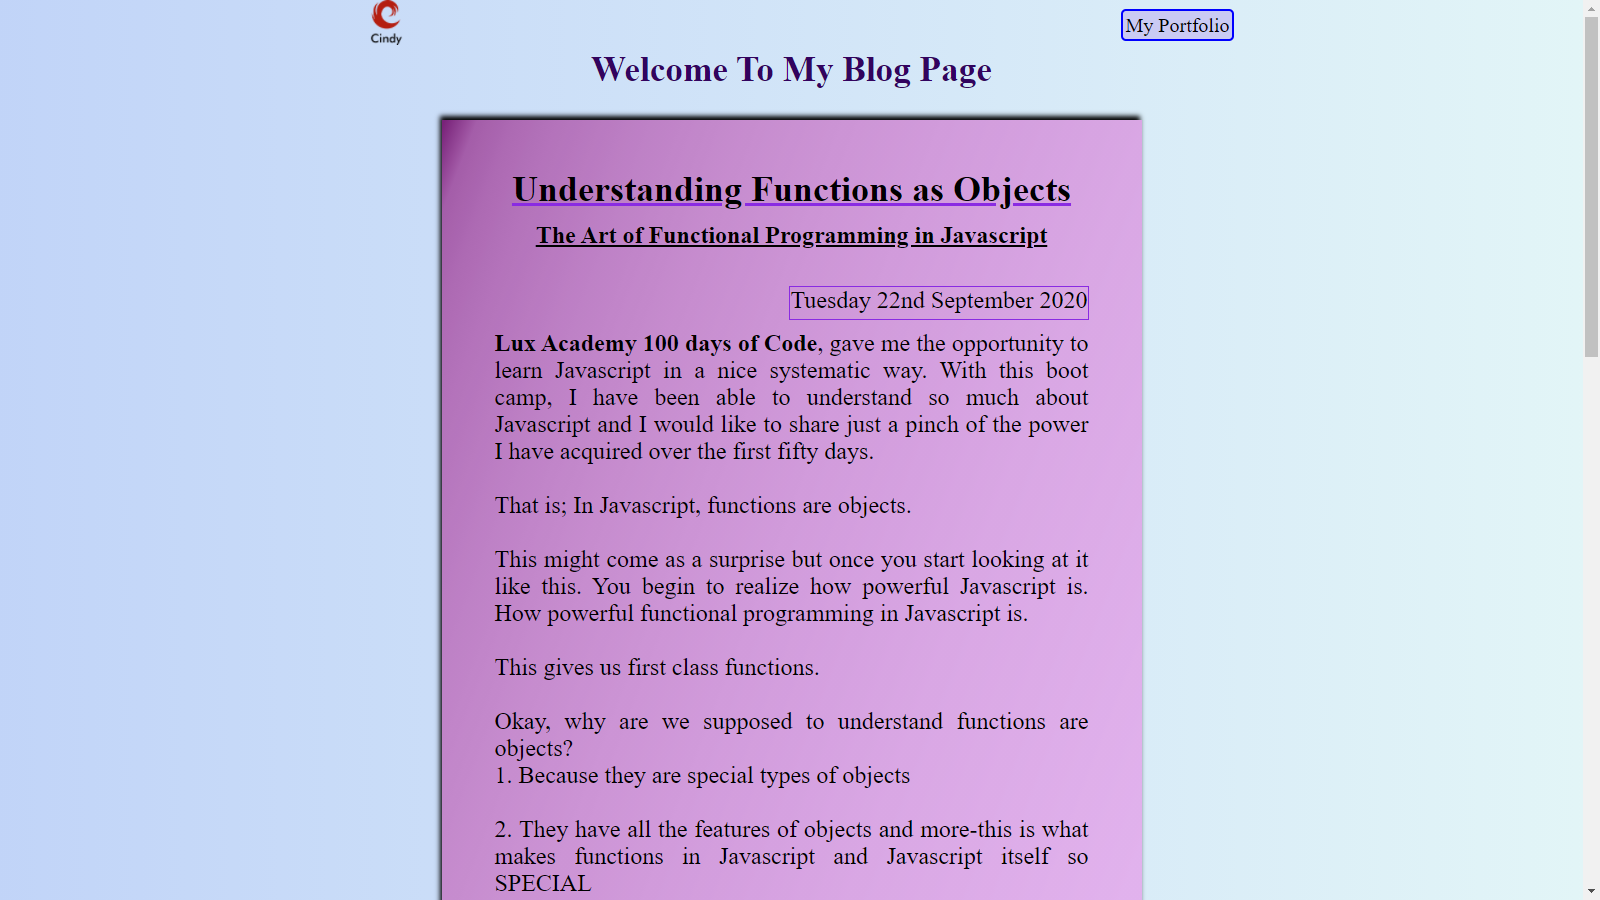 Cindy
My Portfolio
Welcome To My Blog Page
Understanding Functions as Objects
The Art of Functional Programming in Javascript
Tuesday 22nd September 2020
Lux Academy 100 days of Code, gave me the opportunity to
learn Javascript in a nice systematic way. With this boot
camp, I have been able to understand so much about
Javascript and I would like to share just a pinch of the power
I have acquired over the first fifty days.
That is; In Javascript, functions are objects.
This might come as a surprise but once you start looking at it
like this. You begin to realize how powerful Javascript is.
How powerful functional programming in Javascript is.
This gives us first class functions.
Okay, why are we supposed to understand functions are
objects?
1. Because they are special types of objects
2. They have all the features of objects and more-this is what
makes functions in Javascript and Javascript itself so
SPECIAL